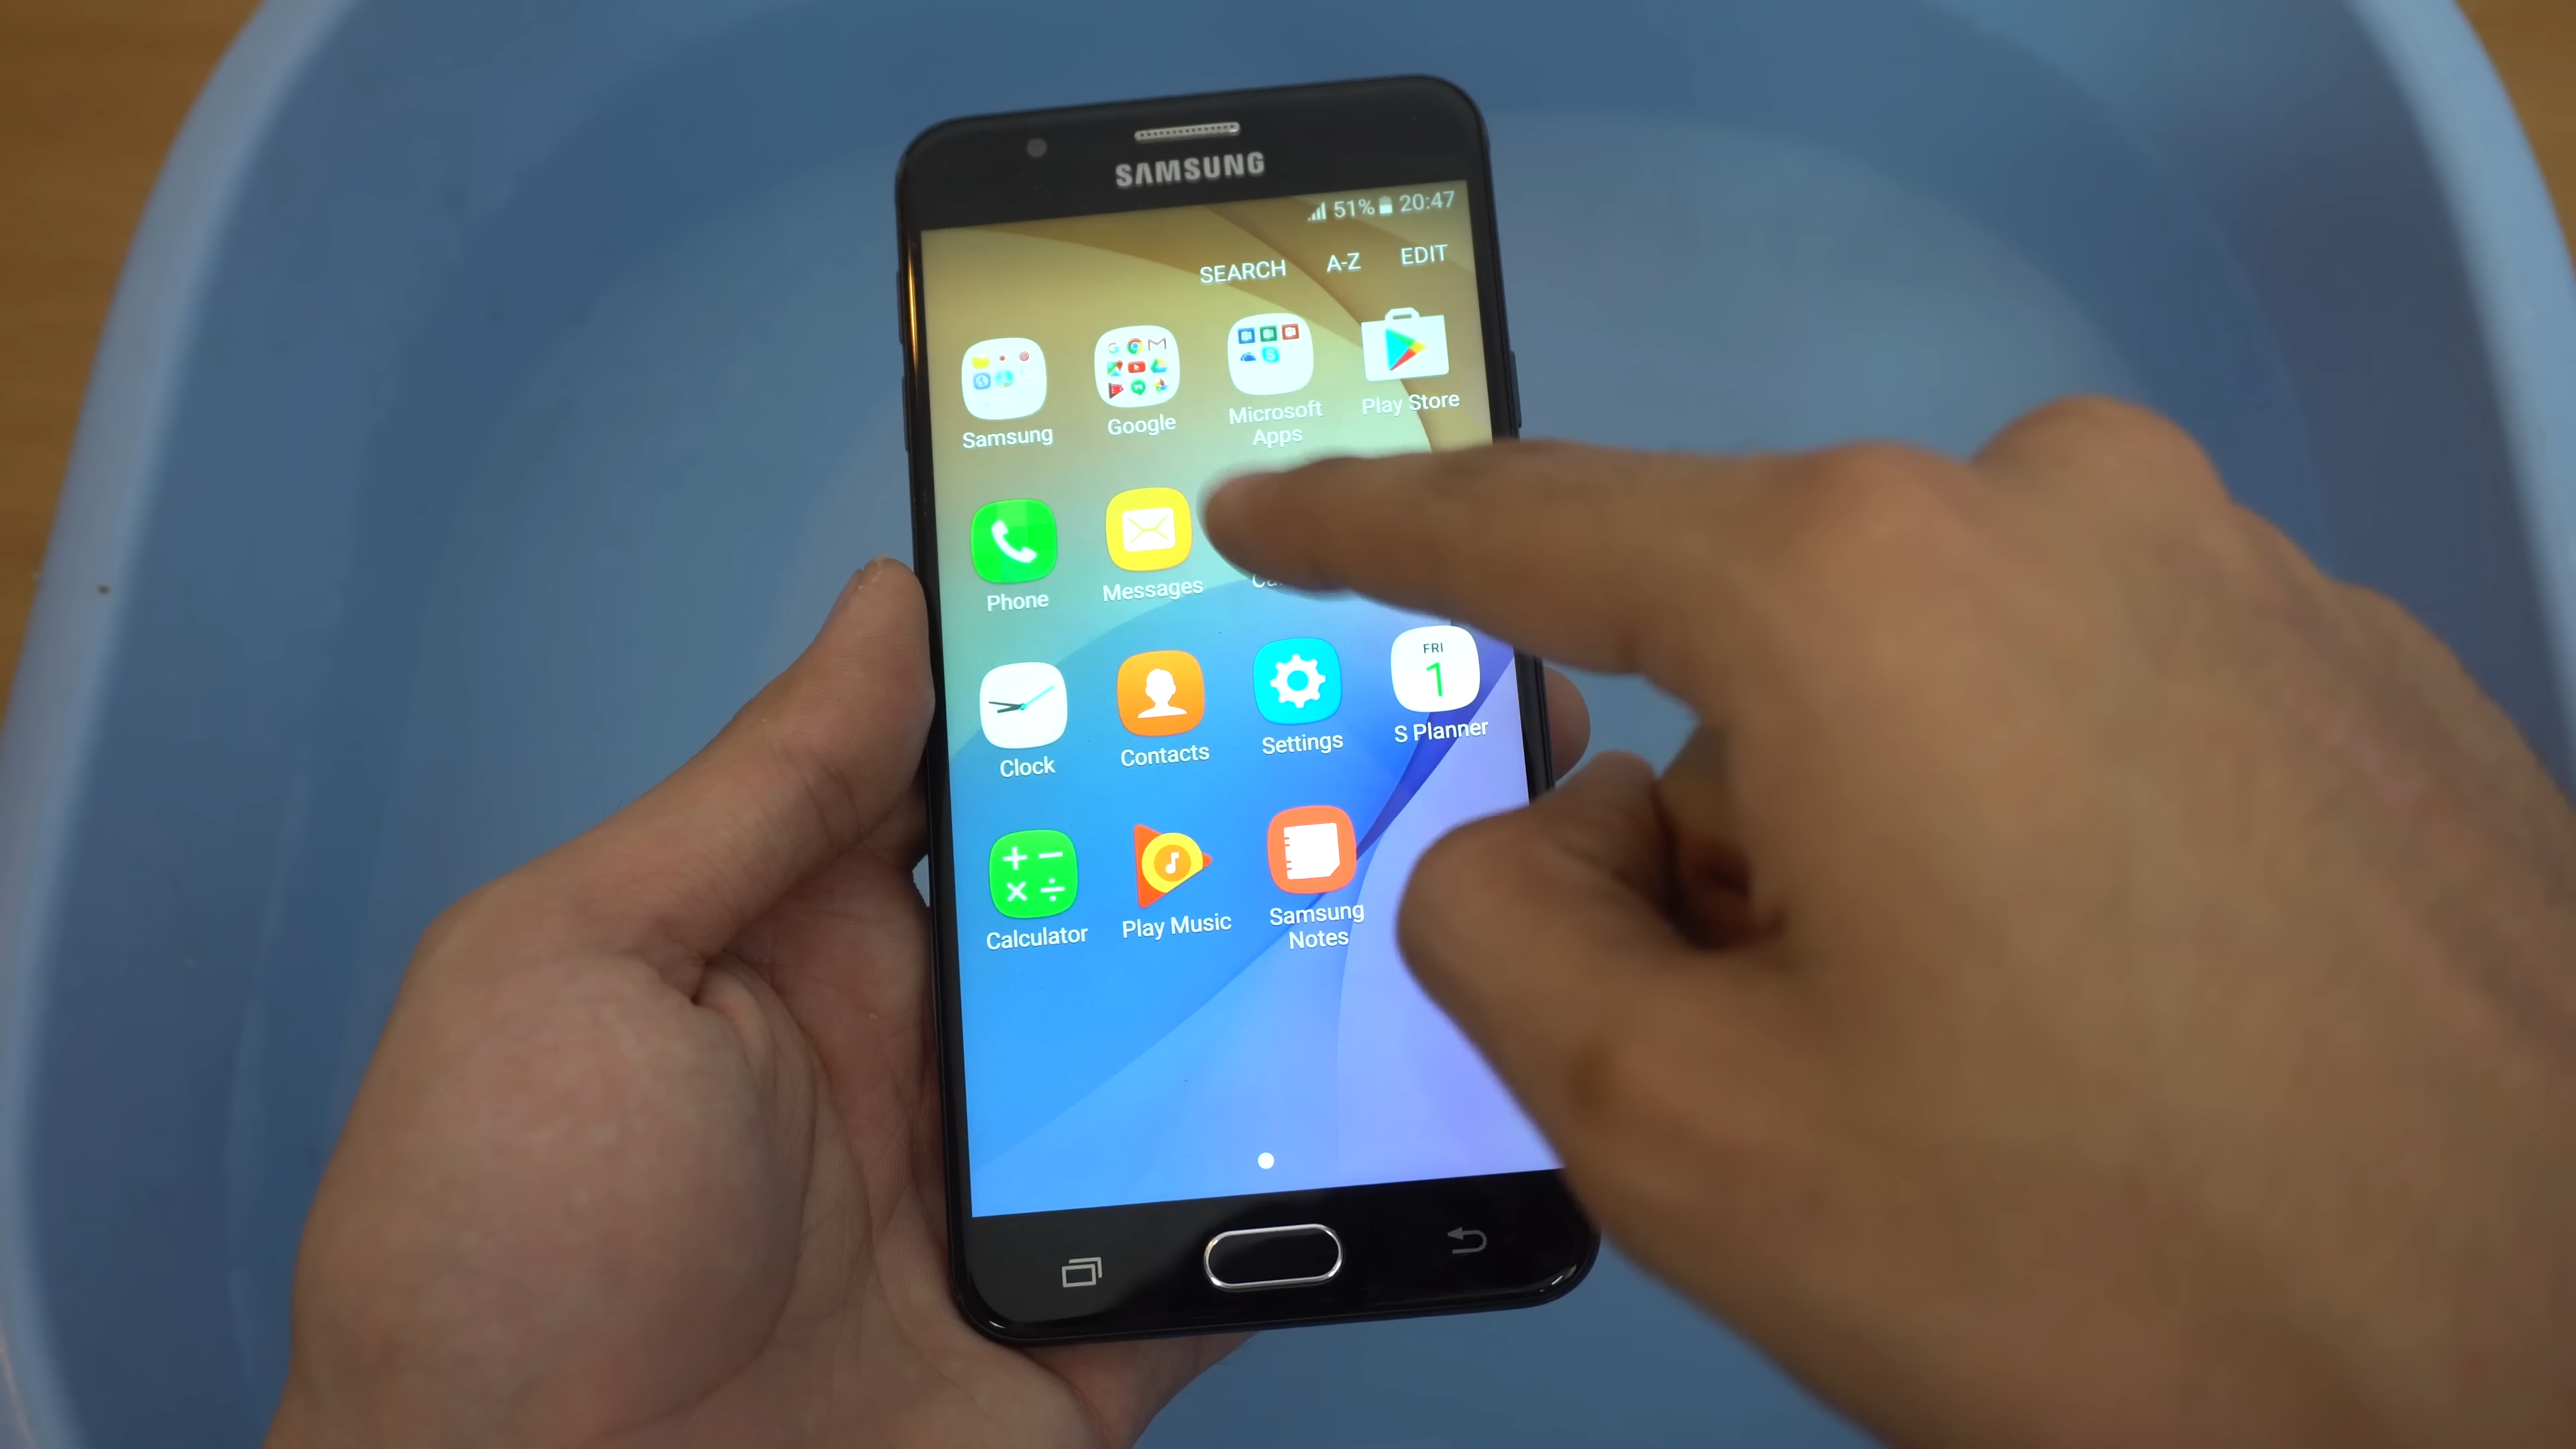 SAMSUNG
51% 20:47
SEARCH A-Z EDIT
Samsung Google Microsoft Apps Play Store
Phone Messages
FRI
1
Clock Contacts Settings S Planner
Calculator Play Music Samsung Notes